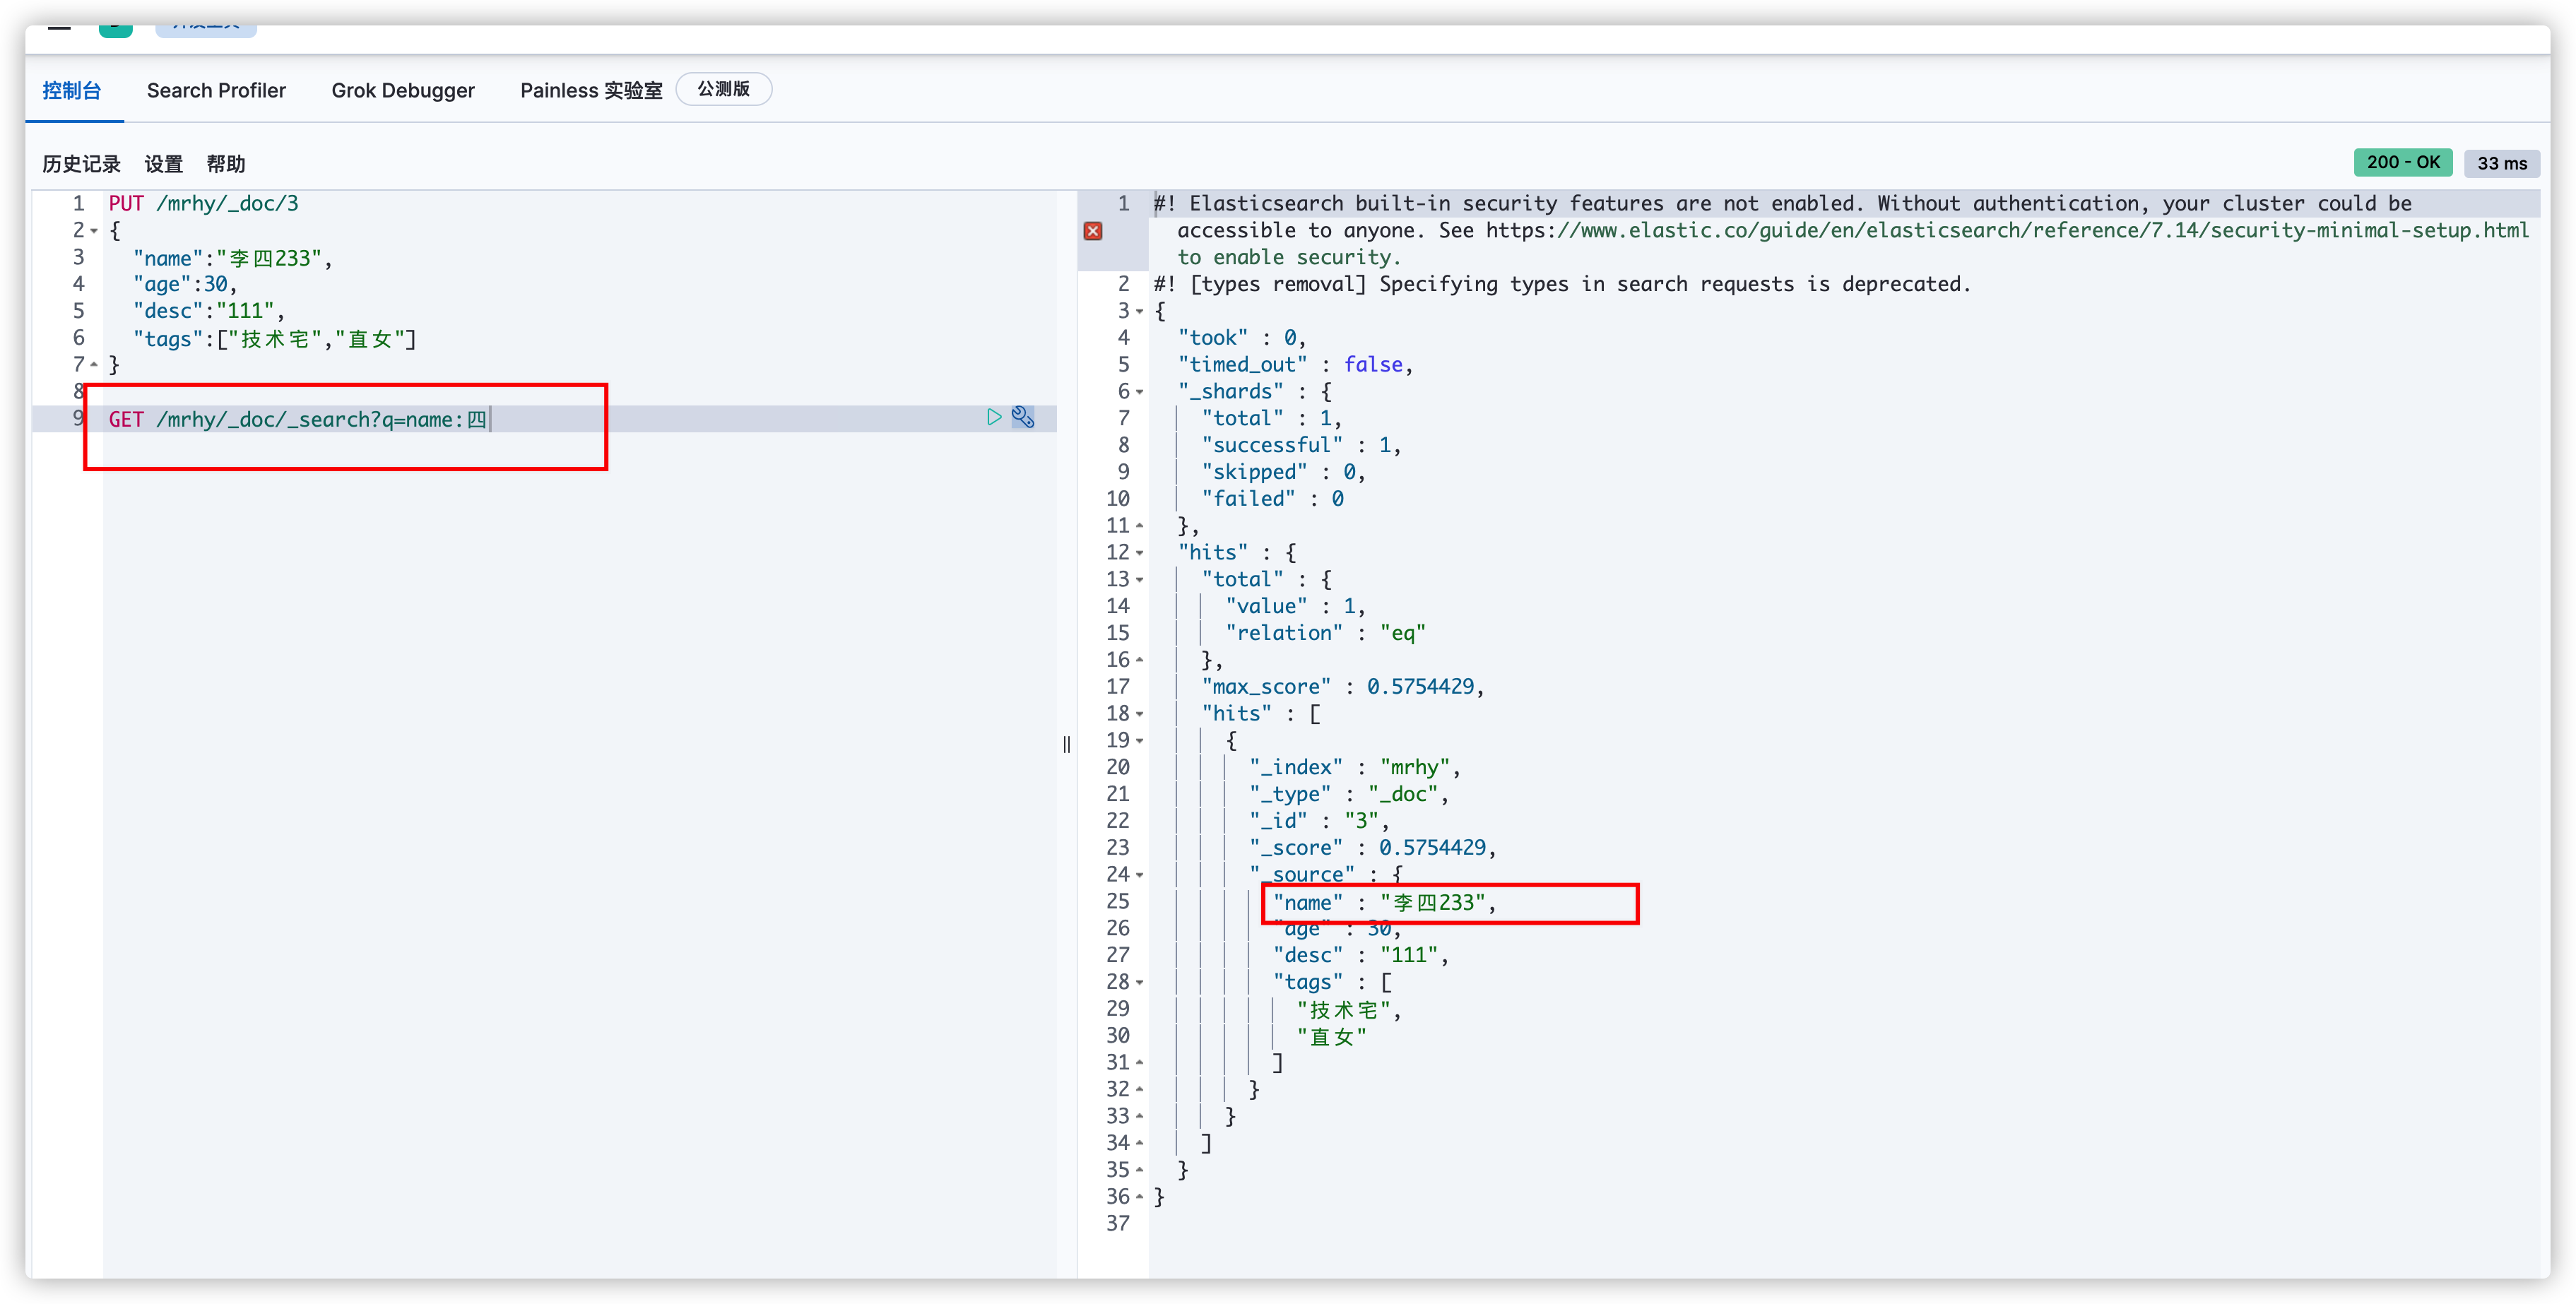 控制台 Search Profiler Grok Debugger Painless 实验室 公测版
历史记录 设置 帮助 200 - OK 33 ms
1 PUT /mrhy/_doc/3
2 {
3 "name":"李四233",
4 "age":30,
5 "desc":"111",
6 "tags":["技术宅","直女"]
7 }
8
9 GET /mrhy/_doc/_search?q=name:四
1 #! Elasticsearch built-in security features are not enabled. Without authentication, your cluster could be
accessible to anyone. See https://www.elastic.co/guide/en/elasticsearch/reference/7.14/security-minimal-setup.html
to enable security.
2 #! [types removal] Specifying types in search requests is deprecated.
3 {
4 "took" : 0,
5 "timed_out" : false,
6 "_shards" : {
7 "total" : 1,
8 "successful" : 1,
9 "skipped" : 0,
10 "failed" : 0
11 },
12 "hits" : {
13 "total" : {
14 "value" : 1,
15 "relation" : "eq"
16 },
17 "max_score" : 0.5754429,
18 "hits" : [
19 {
20 "_index" : "mrhy",
21 "_type" : "_doc",
22 "_id" : "3",
23 "_score" : 0.5754429,
24 "_source" : {
25 "name" : "李四233",
26 "age" : 30,
27 "desc" : "111",
28 "tags" : [
29 "技术宅",
30 "直女"
31 ]
32 }
33 }
34 ]
35 }
36 }
37